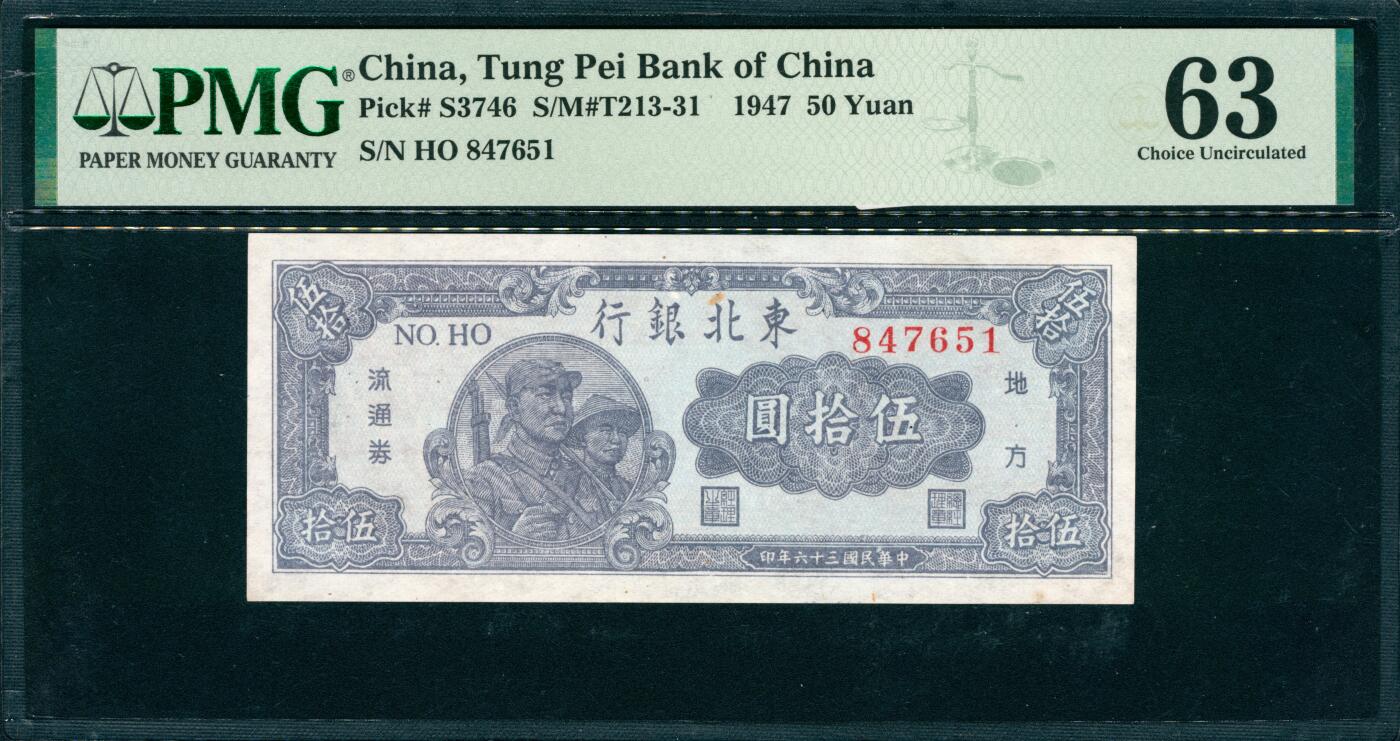 PMG®
PAPER MONEY GUARANTY
China, Tung Pei Bank of China
Pick# S3746 S/M#T213-31 1947 50 Yuan
S/N HO 847651
63
Choice Uncirculated
伍拾
伍拾
行銀北東
NO. HO
847651
地方
流通券
圓拾伍
拾伍
拾伍
印年六十三國民華中